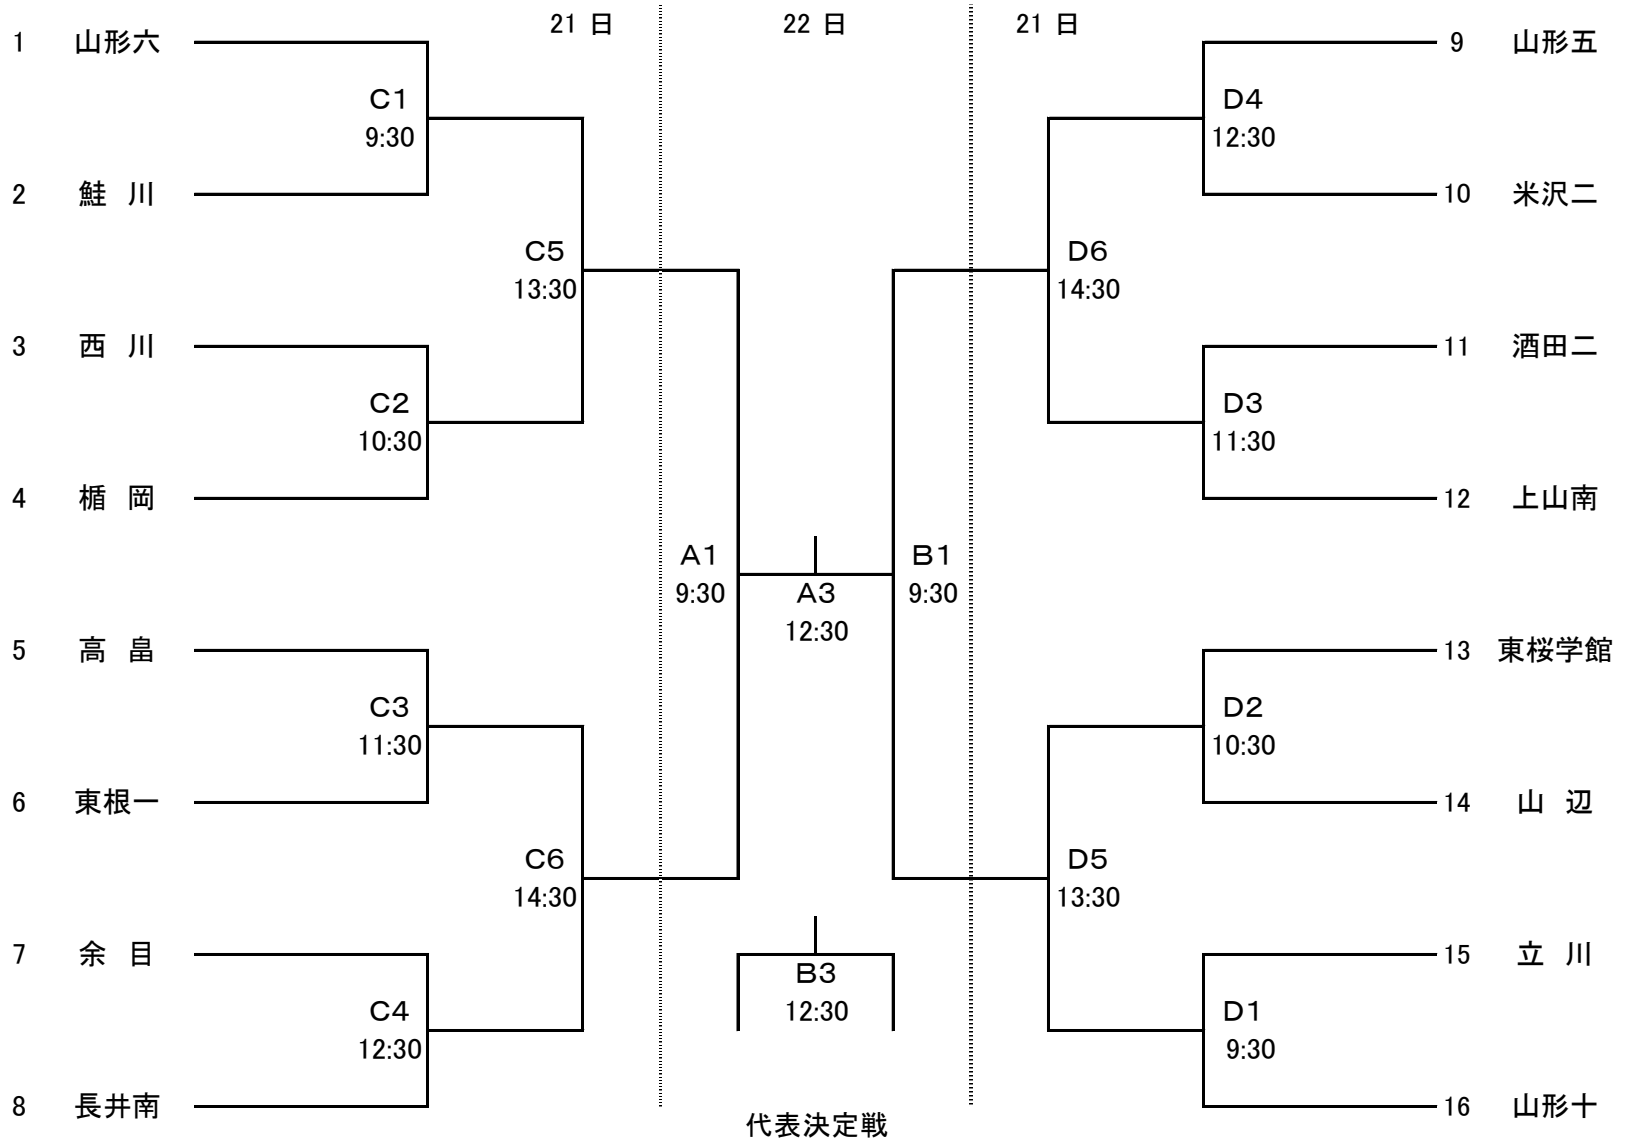 21 日 22 日 21 日
1 山形六
C1
9:30
2 鮭 川
C5
13:30
3 西 川
C2
10:30
4 楯 岡
A1
9:30
5 高 畠
C3
11:30
6 東根一
C6
14:30
7 余 目
C4
12:30
8 長井南
A3
12:30
B3
12:30
代表決定戦
9 山形五
D4
12:30
10 米沢二
D6
14:30
11 酒田二
D3
11:30
12 上山南
B1
9:30
13 東桜学館
D2
10:30
14 山 辺
D5
13:30
15 立 川
D1
9:30
16 山形十